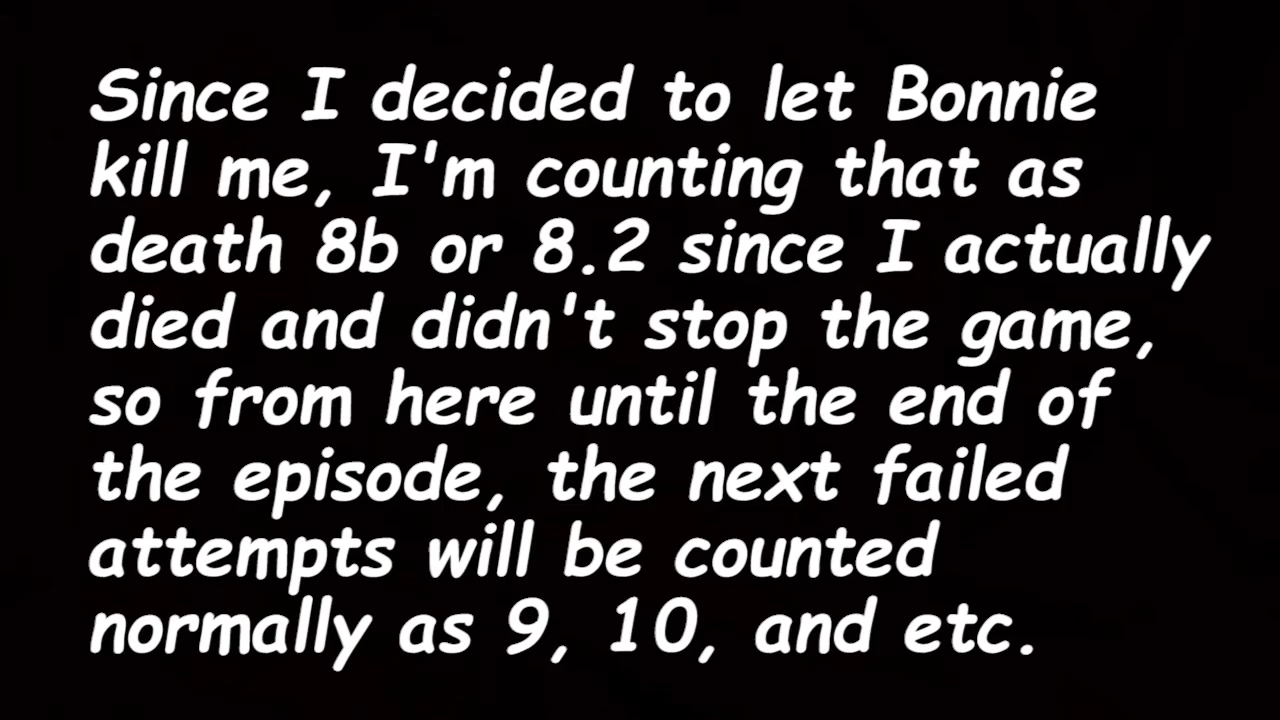 Since I decided to let Bonnie
kill me, I'm counting that as
death 8b or 8.2 since I actually
died and didn't stop the game,
so from here until the end of
the episode, the next failed
attempts will be counted
normally as 9, 10, and etc.